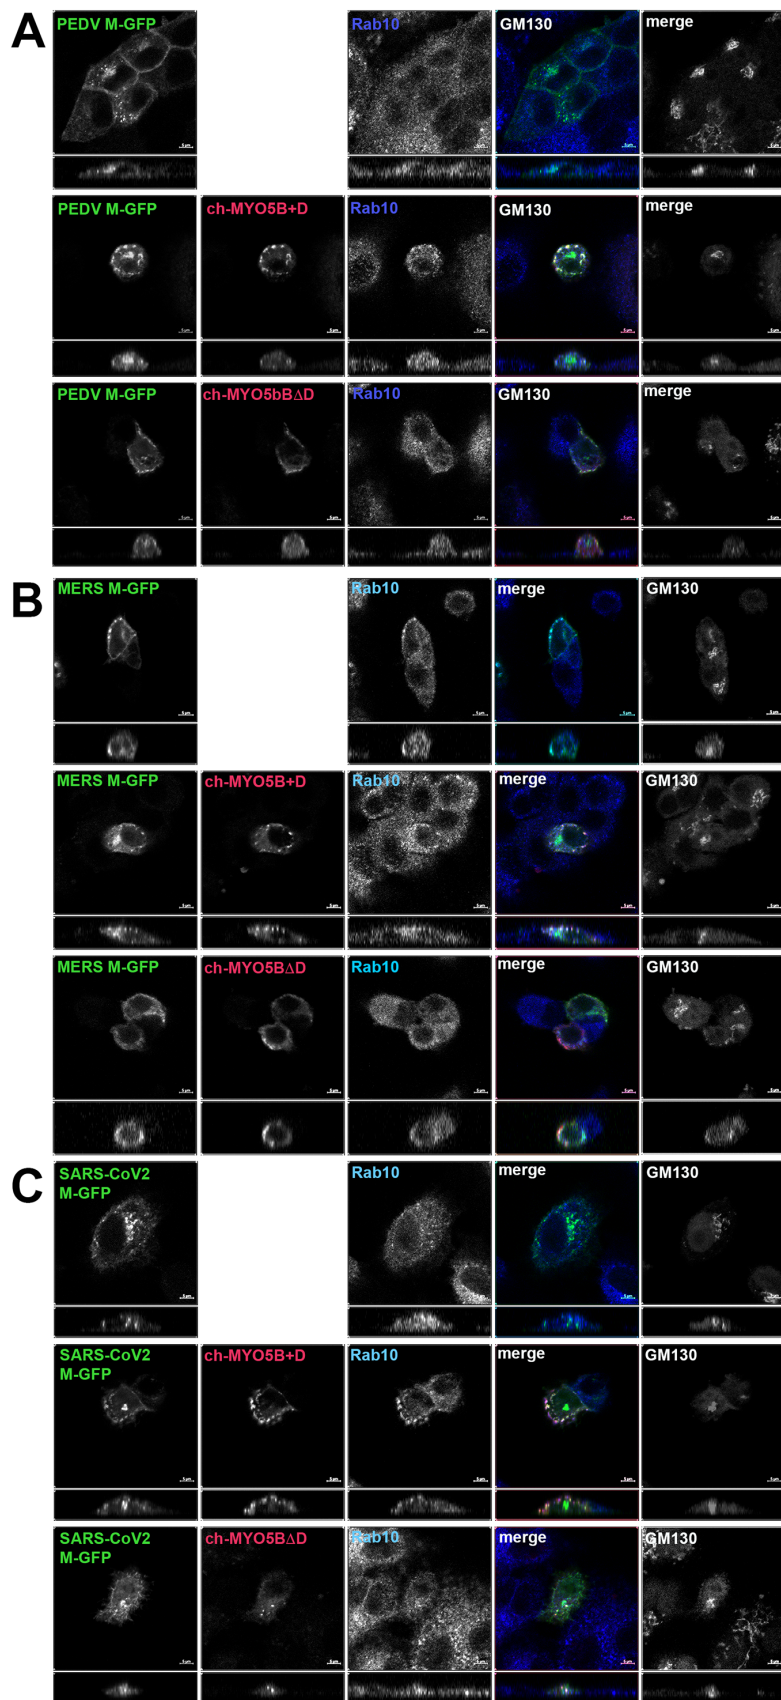 A
PEDV M-GFP
Rab10
GM130
merge
PEDV M-GFP
ch-MYO5B+D
Rab10
GM130
merge
PEDV M-GFP
ch-MYO5bBΔD
Rab10
GM130
merge
B
MERS M-GFP
Rab10
merge
GM130
MERS M-GFP
ch-MYO5B+D
Rab10
merge
GM130
MERS M-GFP
ch-MYO5BΔD
Rab10
merge
GM130
C
SARS-CoV2
M-GFP
Rab10
merge
GM130
SARS-CoV2
M-GFP
ch-MYO5B+D
Rab10
merge
GM130
SARS-CoV2
M-GFP
ch-MYO5BΔD
Rab10
merge
GM130